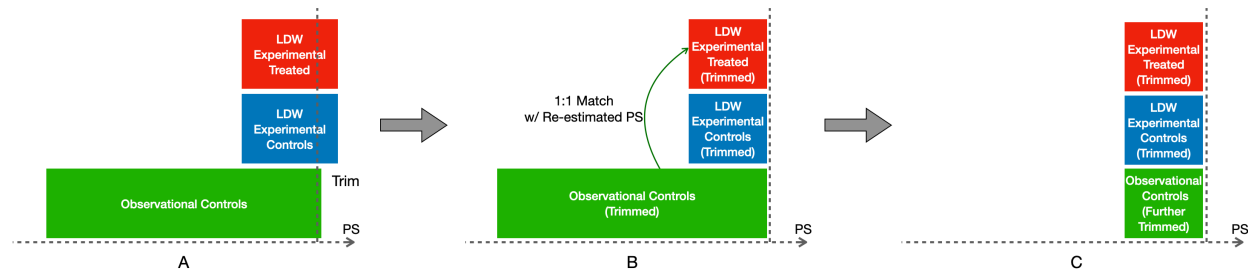 LDW
Experimental
Treated
LDW
Experimental
Controls
Trim
Observational Controls
PS
A
LDW
Experimental
Treated
(Trimmed)
1:1 Match
w/ Re-estimated PS
LDW
Experimental
Controls
(Trimmed)
Observational Controls
(Trimmed)
PS
B
LDW
Experimental
Treated
(Trimmed)
LDW
Experimental
Controls
(Trimmed)
Observational
Controls
(Further
Trimmed)
PS
C